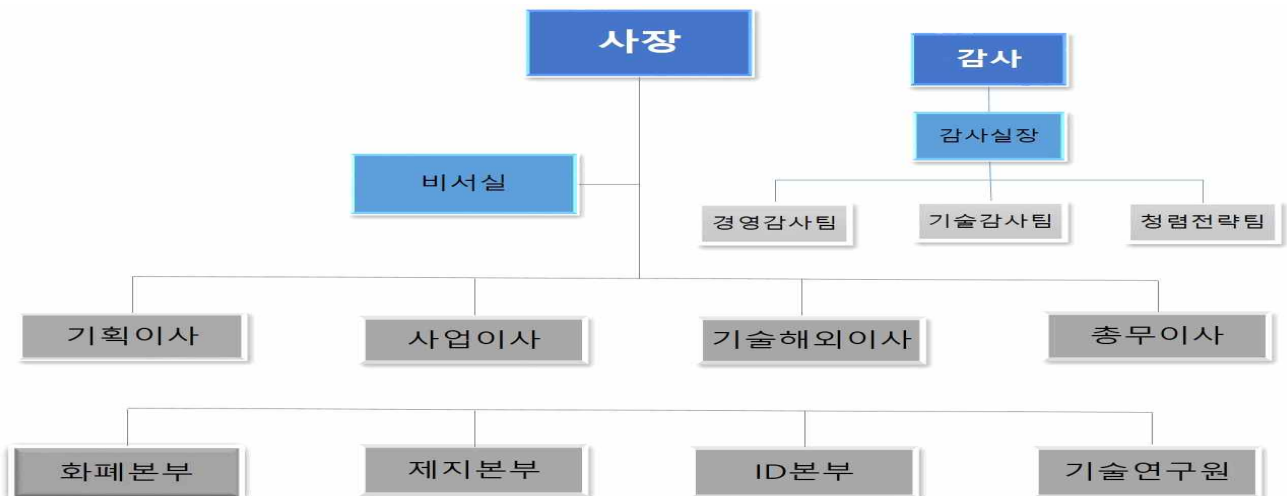 사장
감사
감사실장
비서실
경영감사팀
기술감사팀
청렴전략팀
기획이사
사업이사
기술해외이사
총무이사
화폐본부
제지본부
ID본부
기술연구원